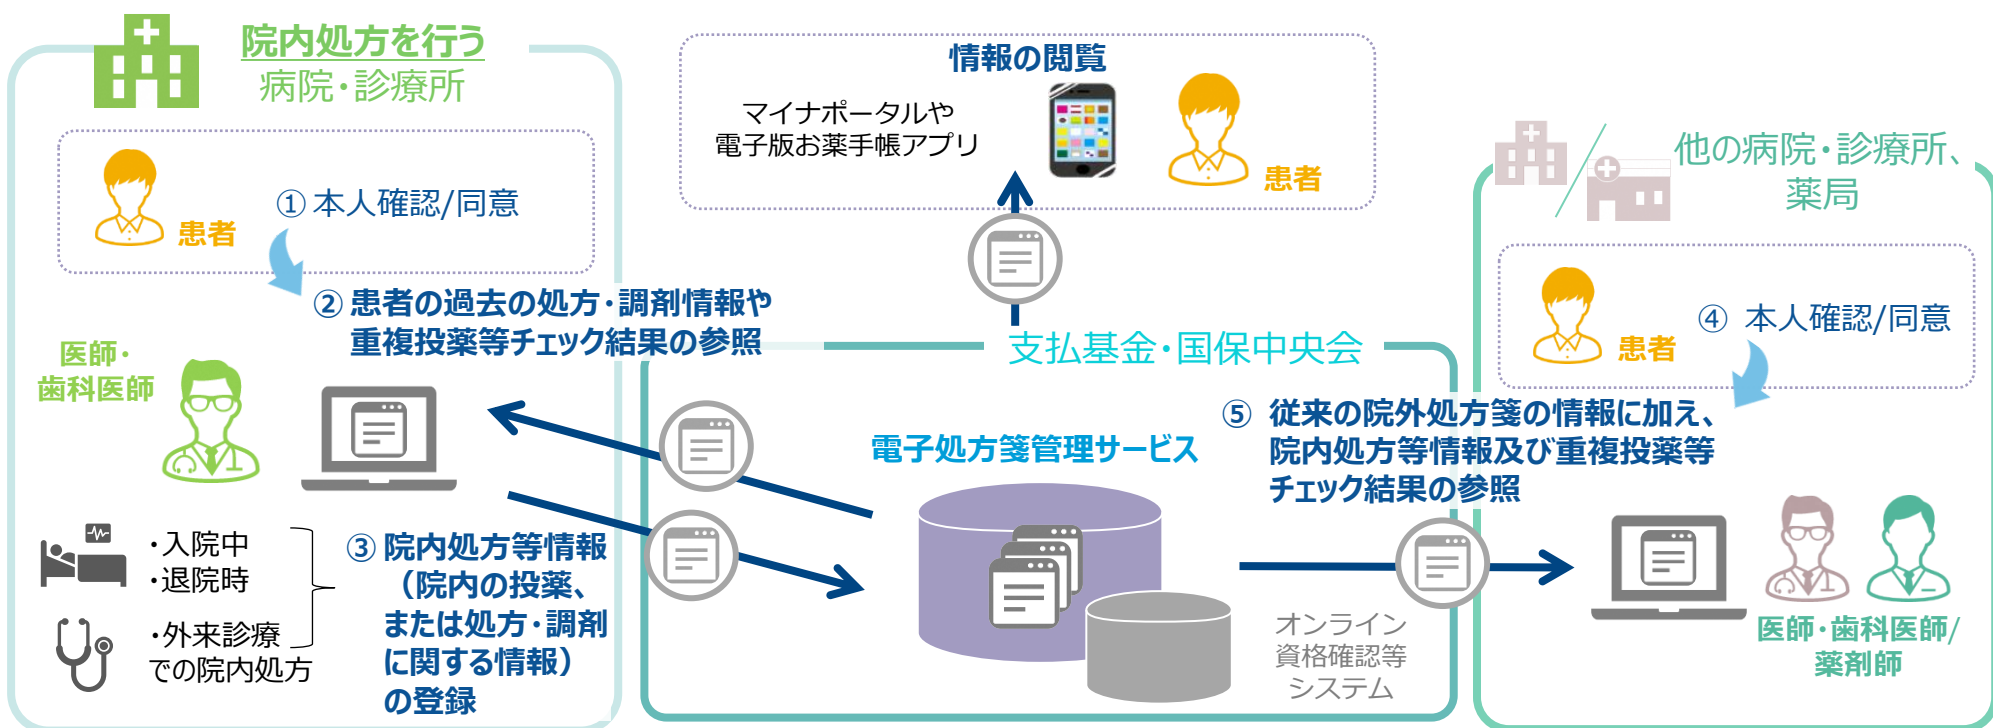 院内処方を行う
病院・診療所
患者
① 本人確認/同意
② 患者の過去の処方・調剤情報や
重複投薬等チェック結果の参照
医師・
歯科医師
・入院中
・退院時
・外来診療
での院内処方
③ 院内処方等情報
（院内の投薬、
または処方・調剤
に関する情報）
の登録
情報の閲覧
マイナポータルや
電子版お薬手帳アプリ
患者
支払基金・国保中央会
電子処方箋管理サービス
オンライン
資格確認等
システム
他の病院・診療所、
薬局
患者
④ 本人確認/同意
⑤ 従来の院外処方箋の情報に加え、
院内処方等情報及び重複投薬等
チェック結果の参照
医師・歯科医師/
薬剤師